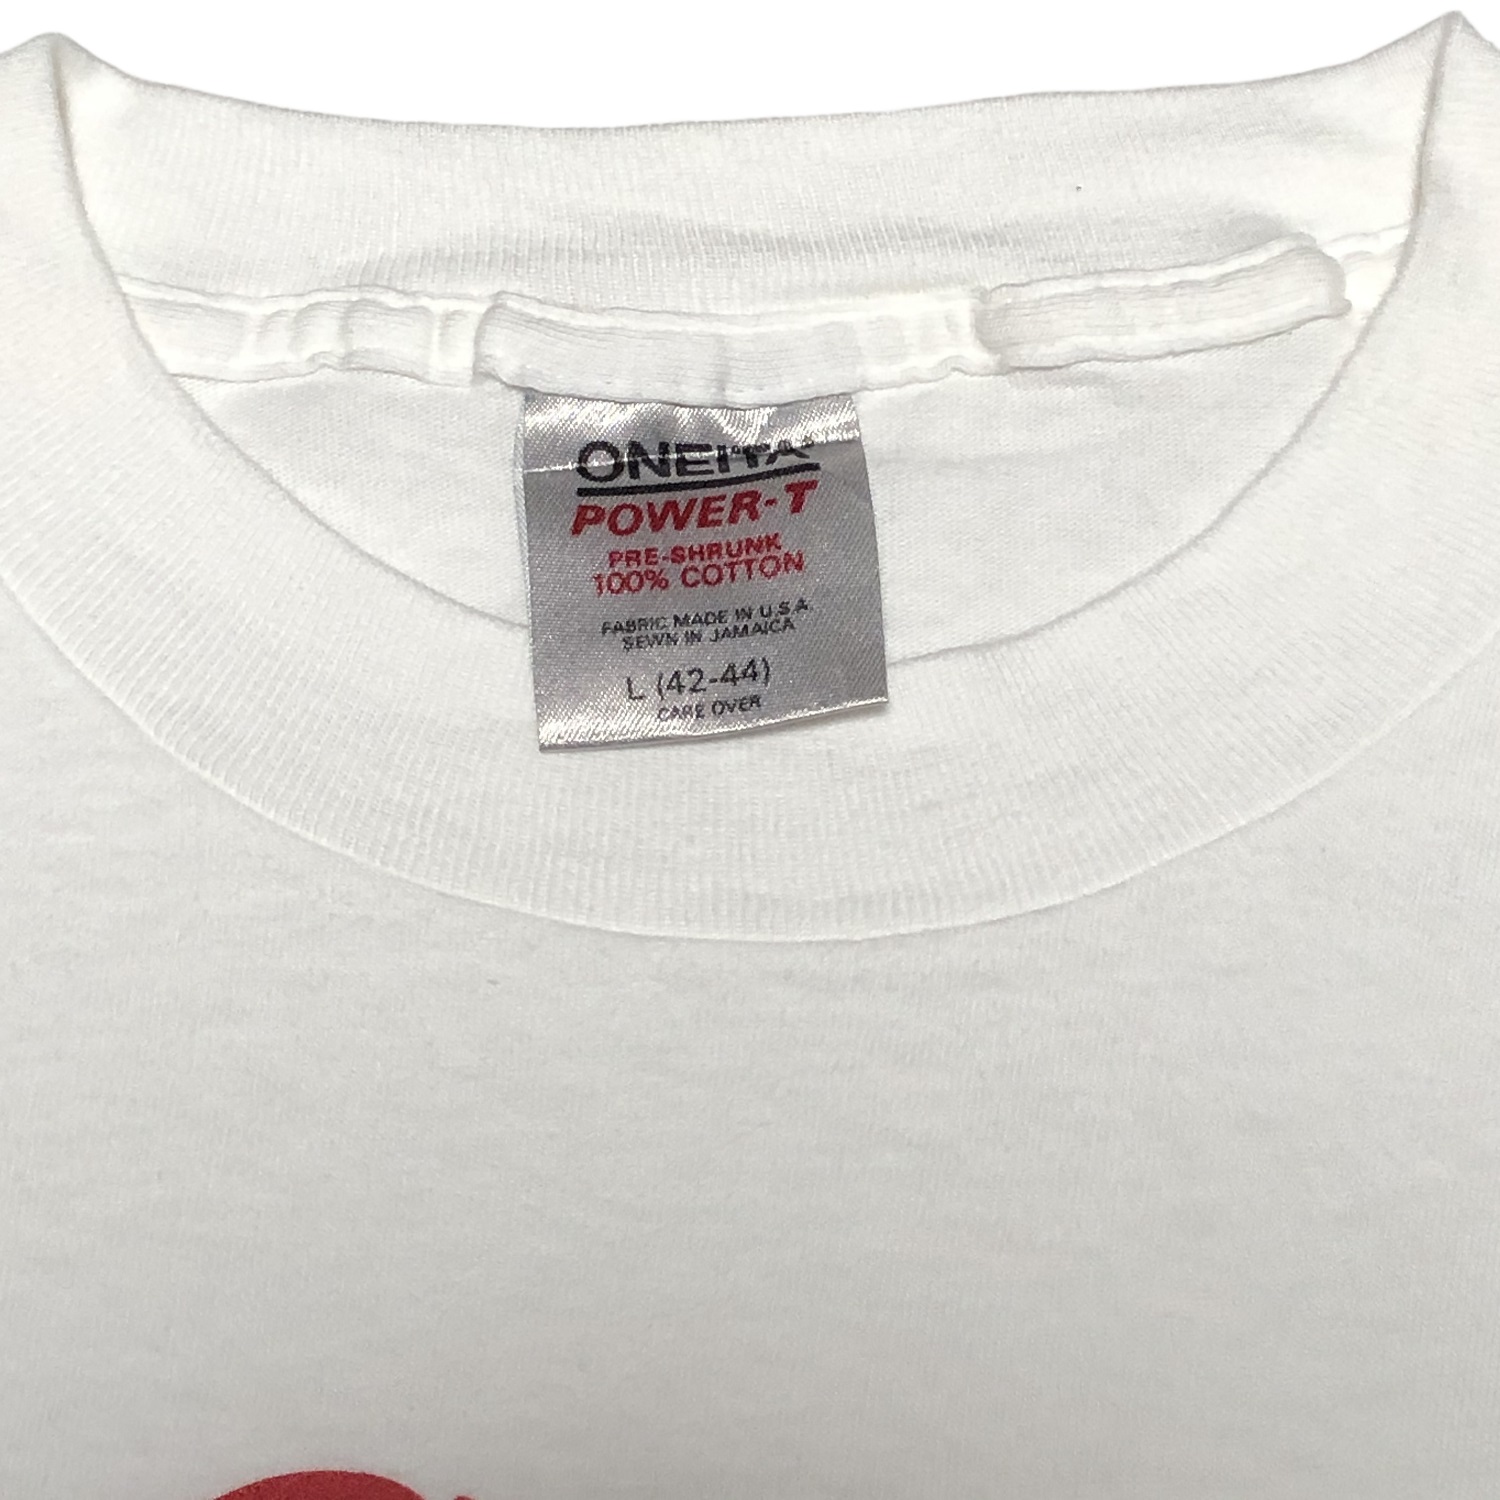 ONEITA®
POWER-T
PRE-SHRUNK
100% COTTON
FABRIC MADE IN U.S.A.
SEWN IN JAMAICA
L (42-44)
CARE OVER